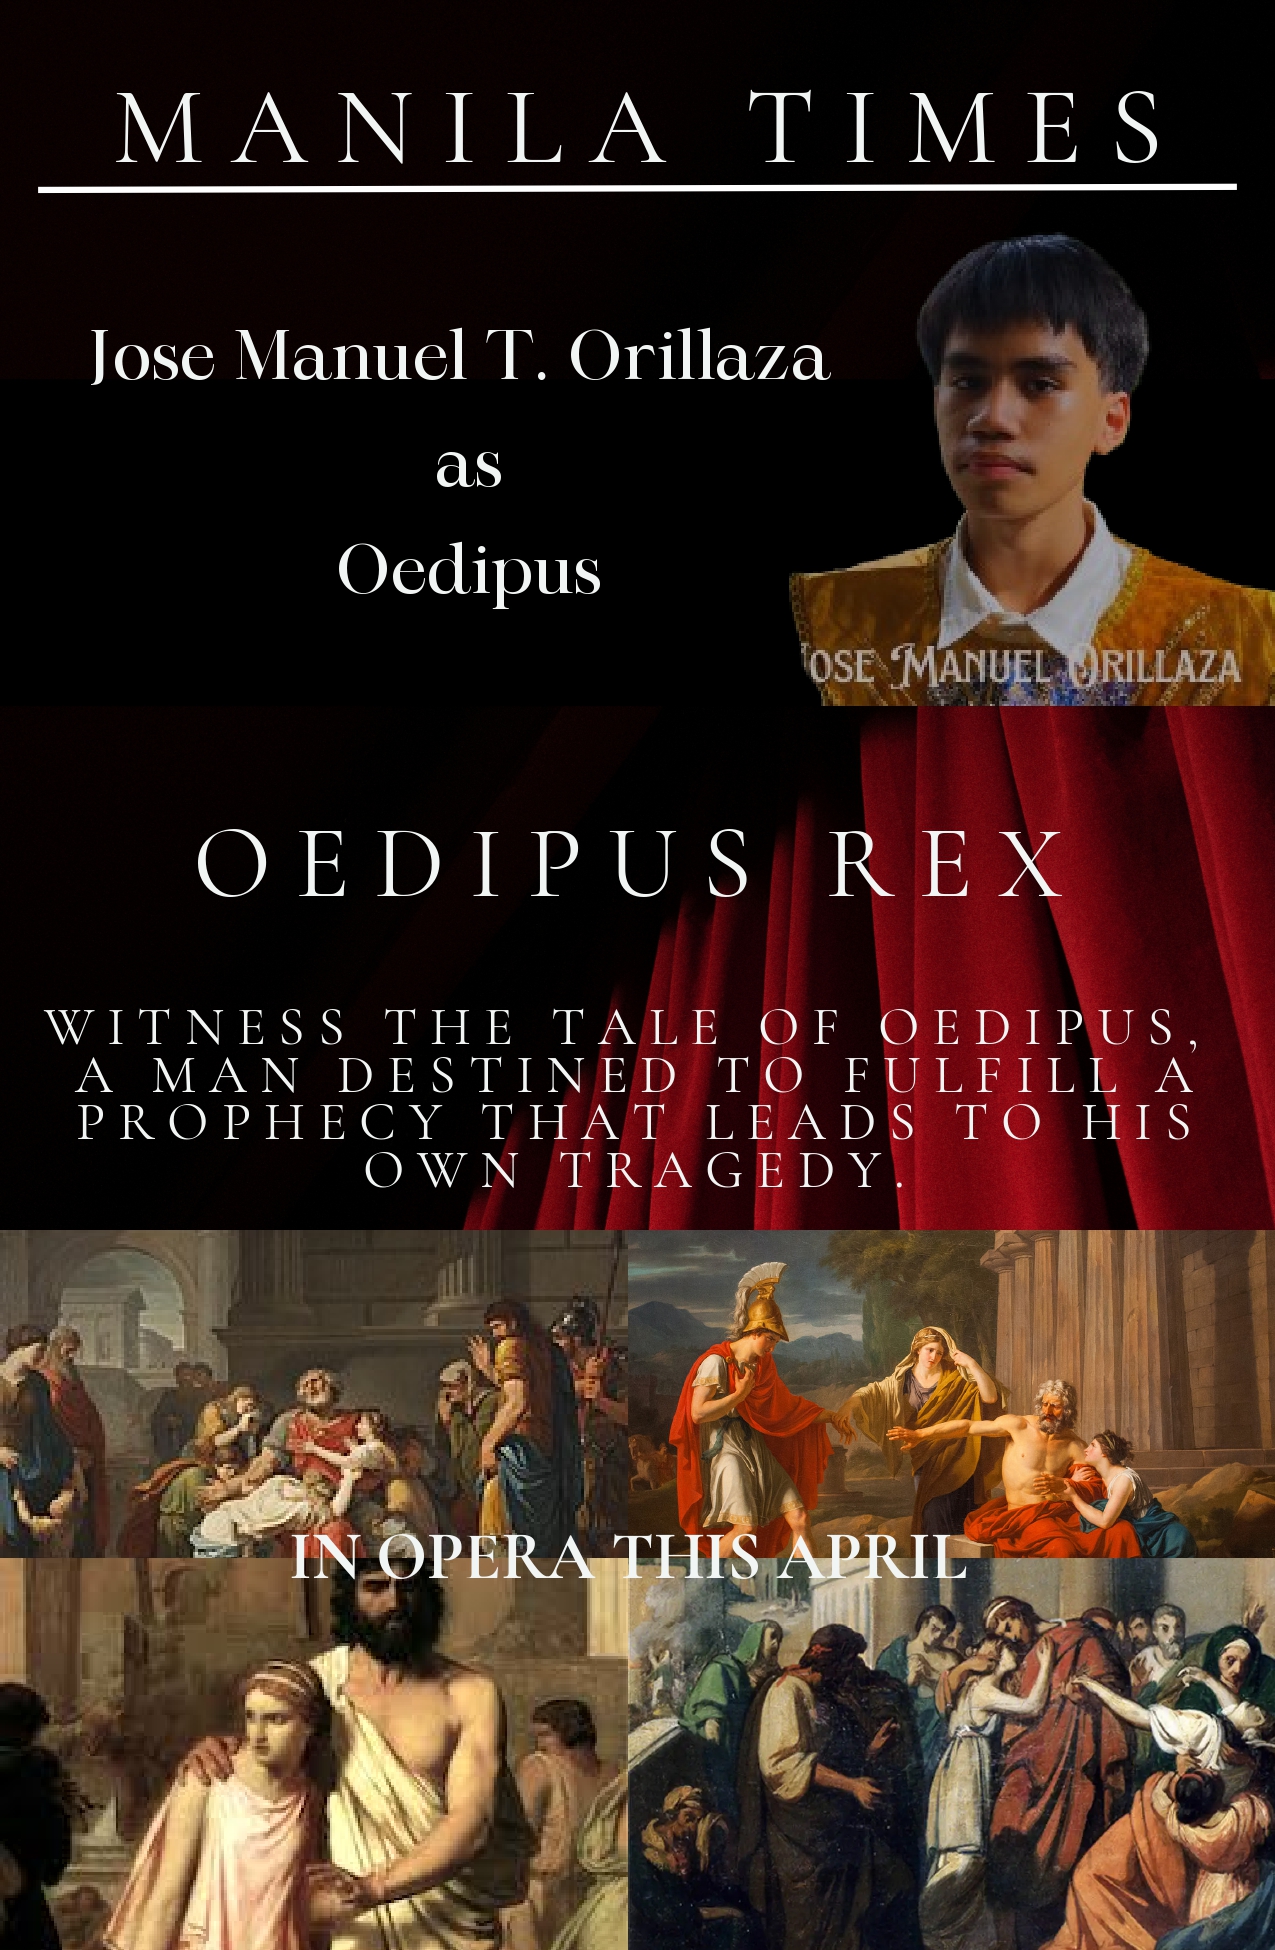 MANILA TIMES
Jose Manuel T. Orillaza
as
Oedipus
JOSE MANUEL ORILLAZA
OEDIPUS REX
WITNESS THE TALE OF OEDIPUS,
A MAN DESTINED TO FULFILL A
PROPHECY THAT LEADS TO HIS
OWN TRAGEDY.
IN OPERA THIS APRIL